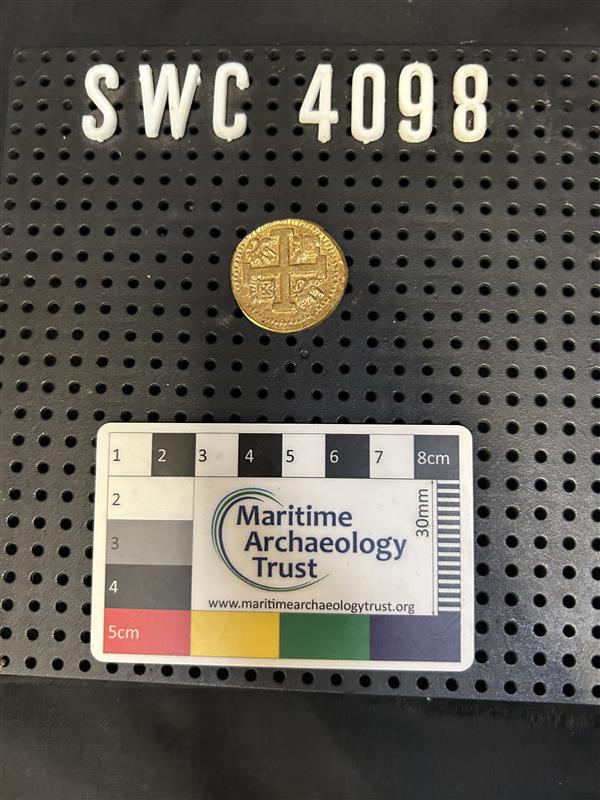 SWC 4098
1 2 3 4 5 6 7 8cm
2
3
4
5cm
30mm
Maritime
Archaeology
Trust
www.maritimearchaeologytrust.org